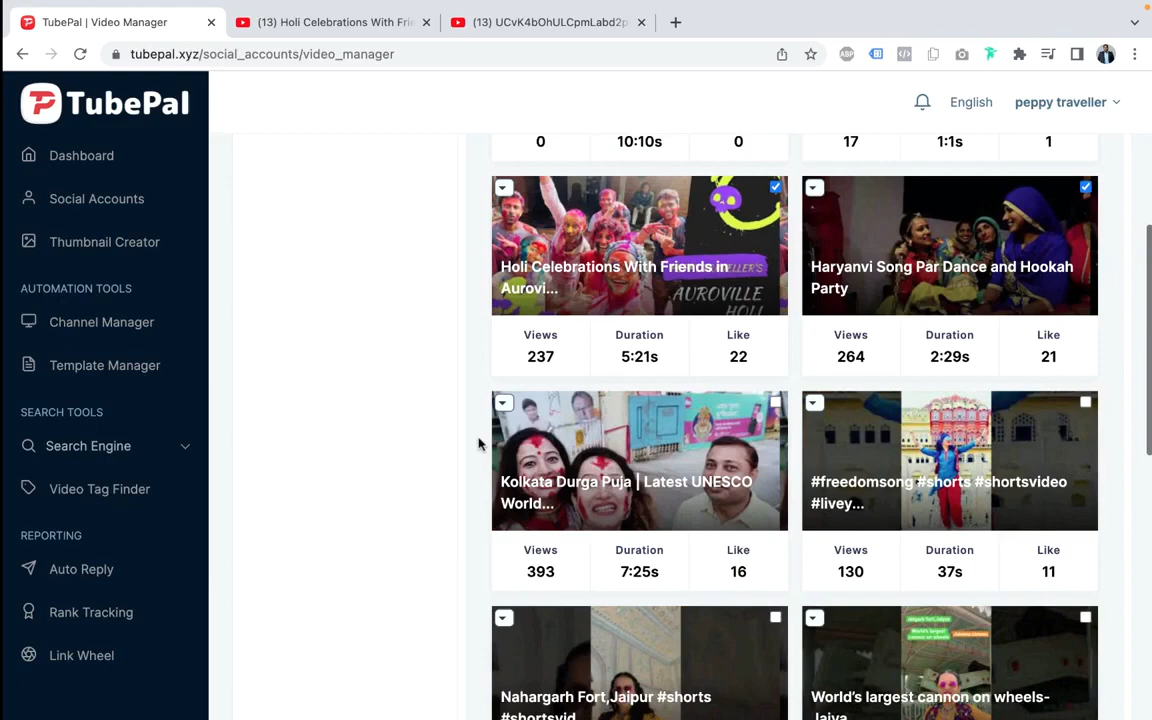 TubePal | Video Manager
(13) Holi Celebrations With Frie
(13) UCvK4bOhULCpmLabd2p
tubepal.xyz/social_accounts/video_manager
ABP
TubePal
English
peppy traveller
Dashboard
Social Accounts
Thumbnail Creator
AUTOMATION TOOLS
Channel Manager
Template Manager
SEARCH TOOLS
Search Engine
Video Tag Finder
REPORTING
Auto Reply
Rank Tracking
Link Wheel
0 10:10s 0
17 1:1s 1
Holi Celebrations With Friends in
Aurovi...
AUROVILLE
HOLI
Views Duration Like
237 5:21s 22
Haryanvi Song Par Dance and Hookah
Party
Views Duration Like
264 2:29s 21
Kolkata Durga Puja | Latest UNESCO
World...
Views Duration Like
393 7:25s 16
#freedomsong #shorts #shortsvideo
#livey...
Views Duration Like
130 37s 11
Nahargarh Fort,Jaipur #shorts
#shortsvid
World's largest cannon on wheels-
Jaiva